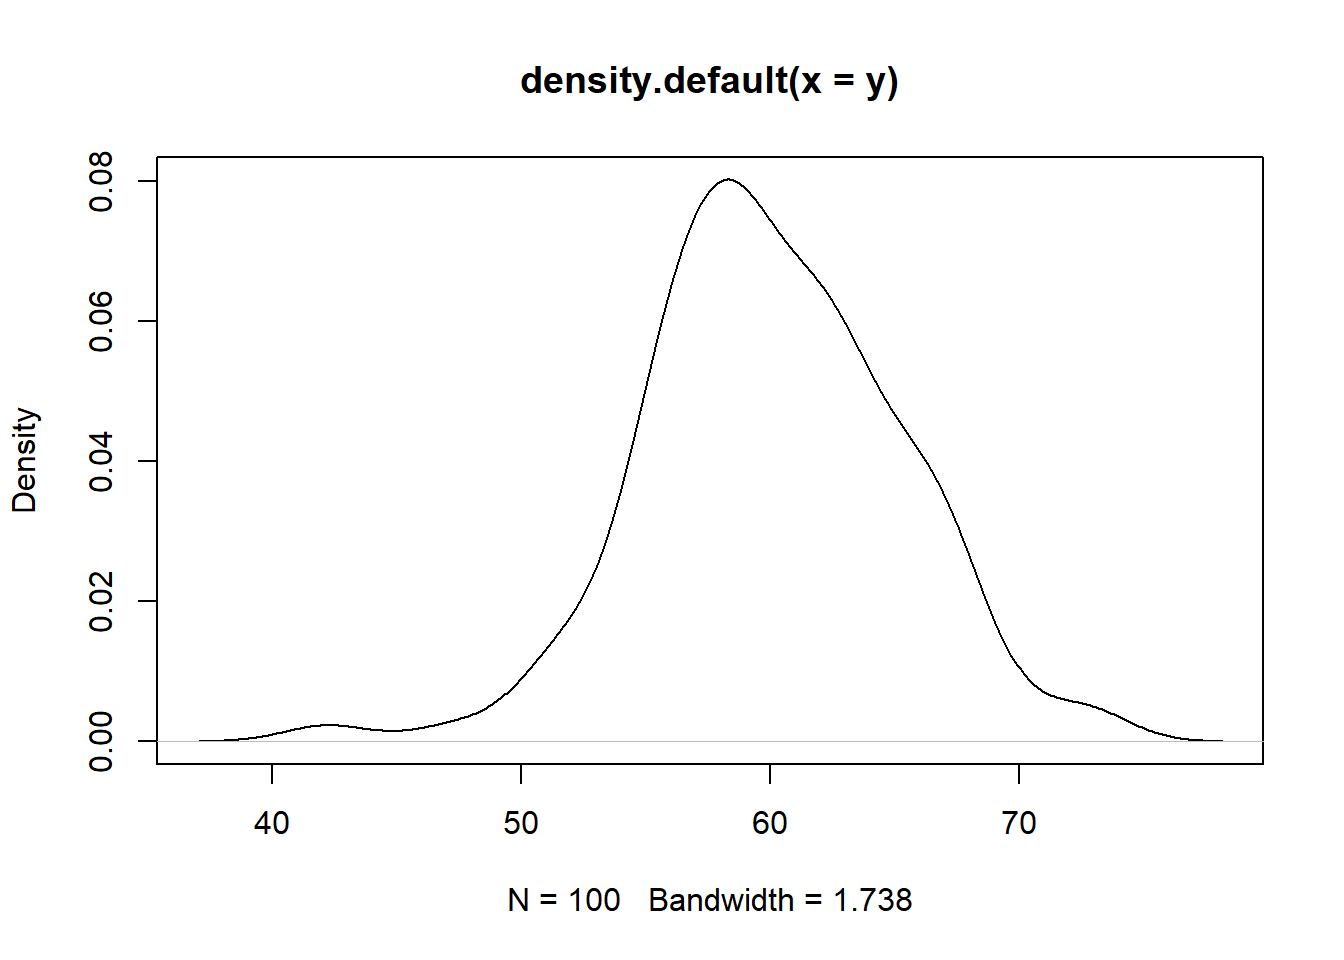 density.default(x = y)
Density
0.08
0.06
0.04
0.02
0.00
40 50 60 70
N = 100   Bandwidth = 1.738